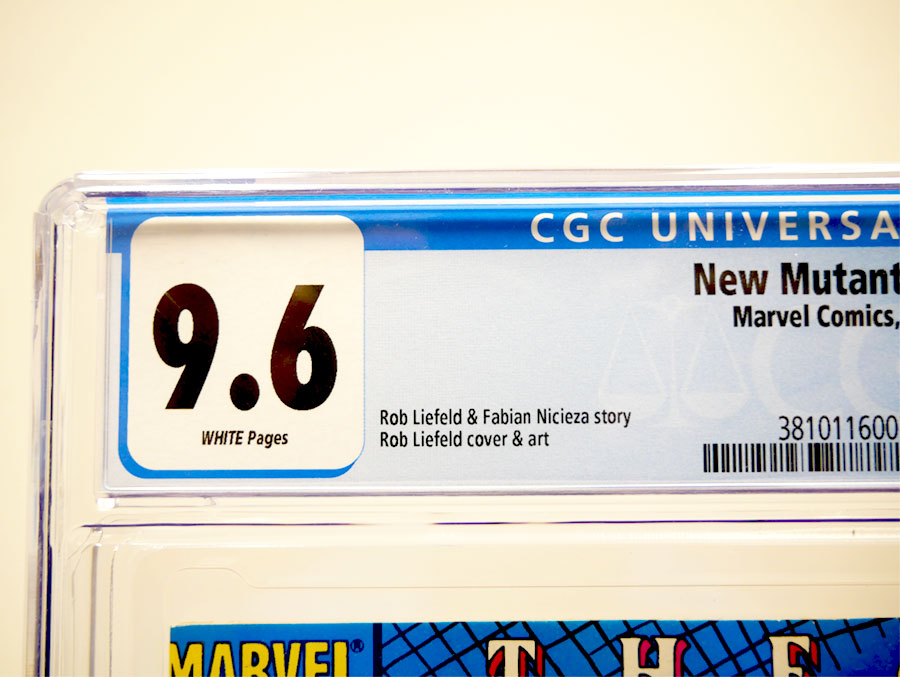 CGC UNIVERSA
9.6
WHITE Pages
New Mutant
Marvel Comics,
Rob Liefeld & Fabian Nicieza story
Rob Liefeld cover & art
381011600
MARVEL®
THE